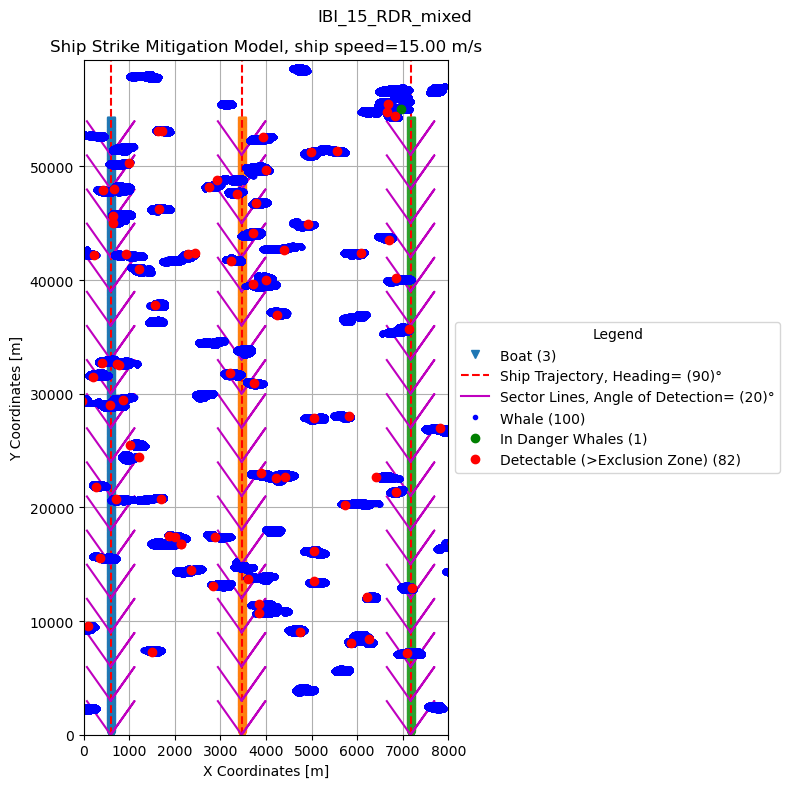 IBI_15_RDR_mixed
Ship Strike Mitigation Model, ship speed=15.00 m/s
50000
40000
30000
20000
10000
0
Y Coordinates [m]
0 1000 2000 3000 4000 5000 6000 7000 8000
X Coordinates [m]
Legend
Boat (3)
Ship Trajectory, Heading= (90)°
Sector Lines, Angle of Detection= (20)°
Whale (100)
In Danger Whales (1)
Detectable (>Exclusion Zone) (82)